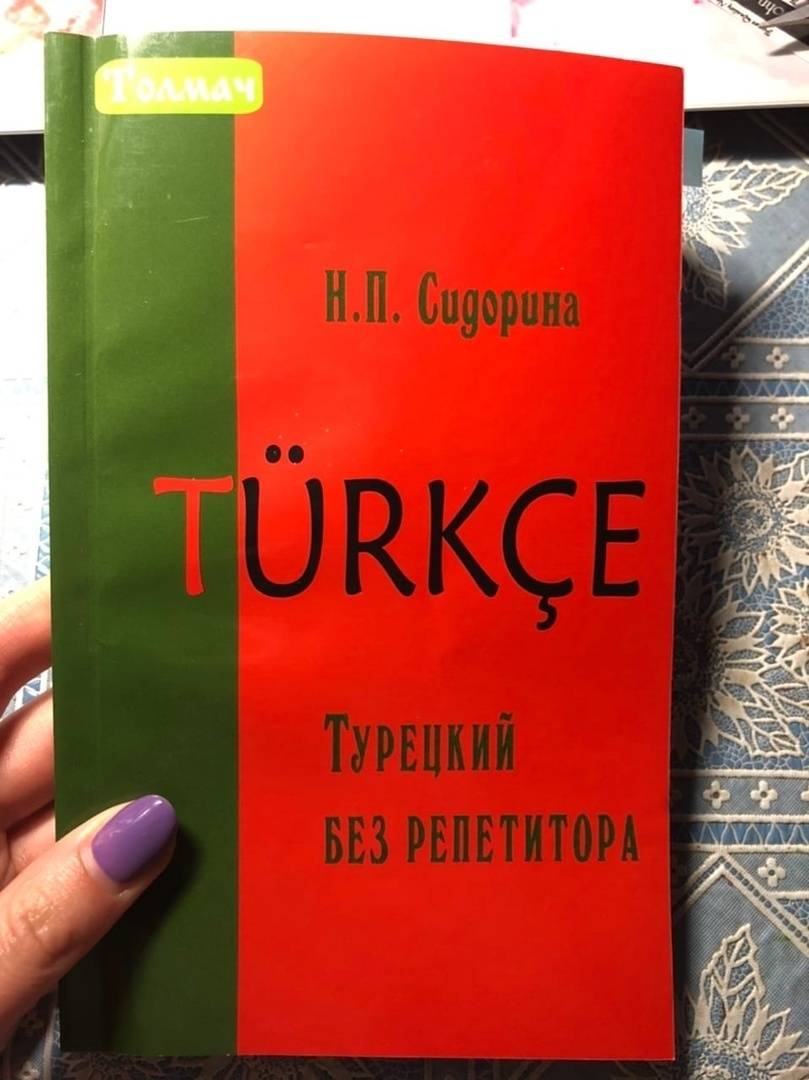 Толмач
Н.П. Сидорина
TÜRKÇE
Турецкий
без репетитора